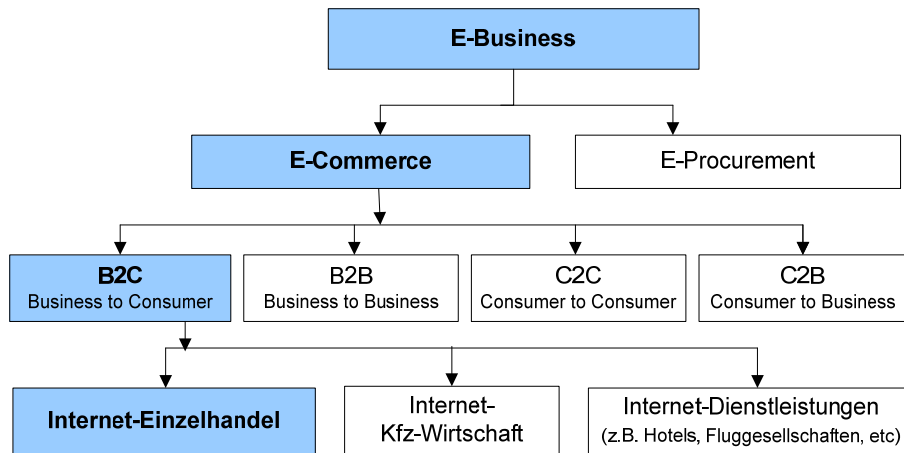 E-Business
E-Commerce
E-Procurement
B2C
Business to Consumer
B2B
Business to Business
C2C
Consumer to Consumer
C2B
Consumer to Business
Internet-Einzelhandel
Internet-
Kfz-Wirtschaft
Internet-Dienstleistungen
(z.B. Hotels, Fluggesellschaften, etc)